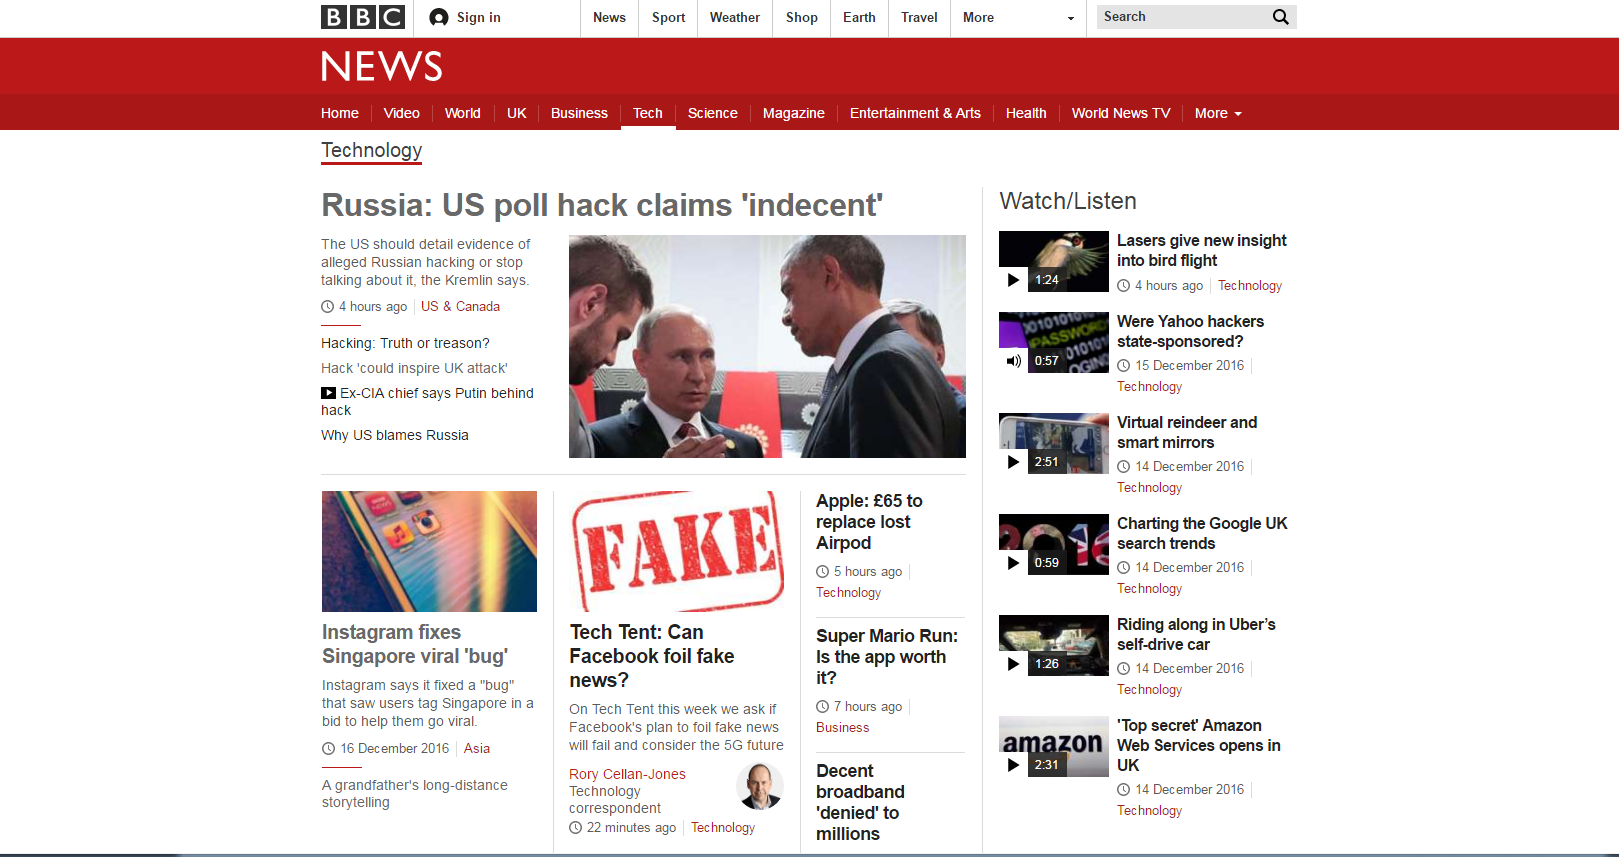 BBC
Sign in
News
Sport
Weather
Shop
Earth
Travel
More
Search
NEWS
Home
Video
World
UK
Business
Tech
Science
Magazine
Entertainment & Arts
Health
World News TV
More
Technology
Russia: US poll hack claims 'indecent'
The US should detail evidence of
alleged Russian hacking or stop
talking about it, the Kremlin says.
4 hours ago
US & Canada
Hacking: Truth or treason?
Hack 'could inspire UK attack'
Ex-CIA chief says Putin behind
hack
Why US blames Russia
Instagram fixes
Singapore viral 'bug'
Instagram says it fixed a "bug"
that saw users tag Singapore in a
bid to help them go viral.
16 December 2016
Asia
A grandfather's long-distance
storytelling
FAKE
Tech Tent: Can
Facebook foil fake
news?
On Tech Tent this week we ask if
Facebook's plan to foil fake news
will fail and consider the 5G future
Rory Cellan-Jones
Technology
correspondent
22 minutes ago
Technology
Apple: £65 to
replace lost
Airpod
5 hours ago
Technology
Super Mario Run:
Is the app worth
it?
7 hours ago
Business
Decent
broadband
'denied' to
millions
Watch/Listen
1:24
Lasers give new insight
into bird flight
4 hours ago
Technology
PASSWORD
0:57
Were Yahoo hackers
state-sponsored?
15 December 2016
Technology
2:51
Virtual reindeer and
smart mirrors
14 December 2016
Technology
2016
0:59
Charting the Google UK
search trends
14 December 2016
Technology
1:26
Riding along in Uber's
self-drive car
14 December 2016
Technology
amazon
2:31
'Top secret' Amazon
Web Services opens in
UK
14 December 2016
Technology